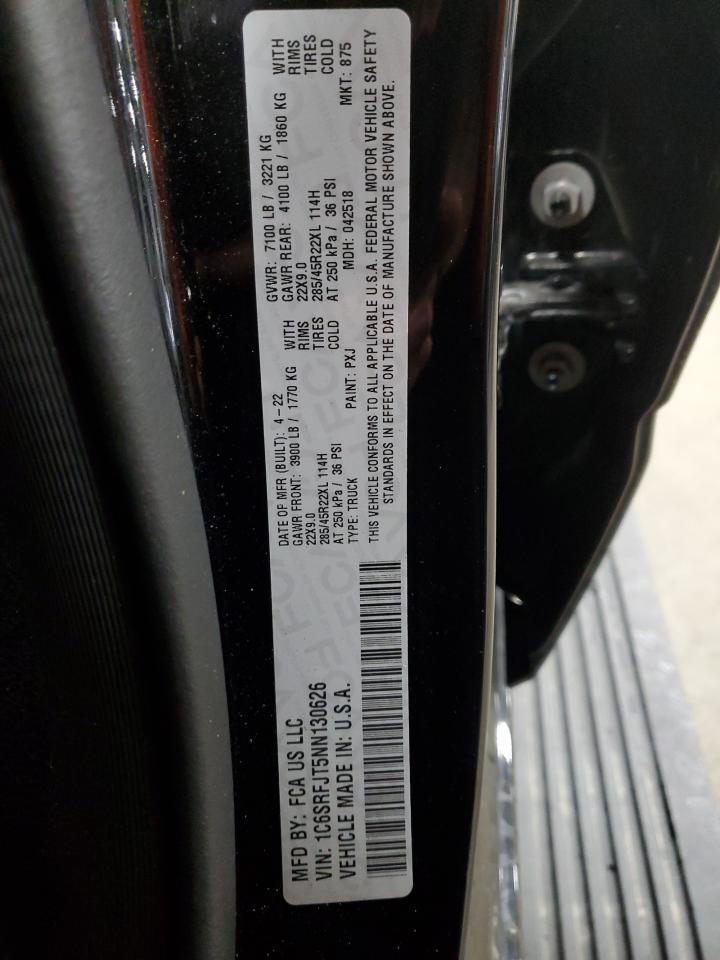 MFD BY: FCA US LLC
VIN: 1C6SRFJT5NN130626
VEHICLE MADE IN: U.S.A.
DATE OF MFR (BUILT): 4-22 GVWR: 7100 LB / 3221 KG
GAWR FRONT: 3900 LB / 1770 KG WITH GAWR REAR: 4100 LB / 1860 KG WITH
22X9.0 RIMS 22X9.0 RIMS
285/45R22XL 114H TIRES 285/45R22XL 114H TIRES
AT 250 kPa / 36 PSI COLD AT 250 kPa / 36 PSI COLD
TYPE: TRUCK PAINT: PXJ MDH: 042518 MKT: 875
THIS VEHICLE CONFORMS TO ALL APPLICABLE U.S.A. FEDERAL MOTOR VEHICLE SAFETY
STANDARDS IN EFFECT ON THE DATE OF MANUFACTURE SHOWN ABOVE.